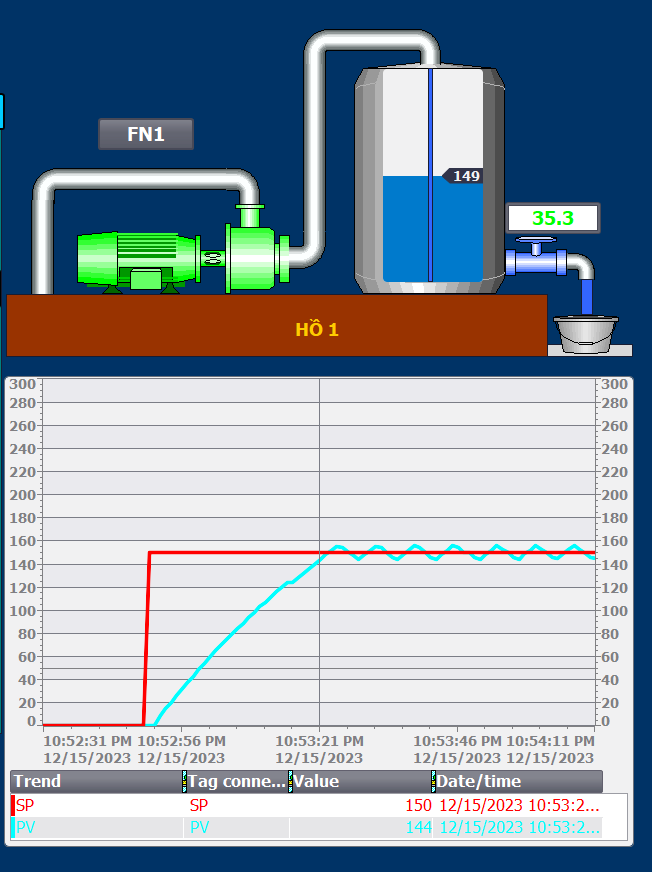 FN1
149
35.3
HỒ 1
300 300
280 280
260 260
240 240
220 220
200 200
180 180
160 160
140 140
120 120
100 100
80 80
60 60
40 40
20 20
0 0
10:52:31 PM 10:52:56 PM 10:53:21 PM 10:53:46 PM 10:54:11 PM
12/15/2023 12/15/2023 12/15/2023 12/15/2023 12/15/2023
Trend Tag conne... Value Date/time
SP SP 150 12/15/2023 10:53:2...
PV PV 144 12/15/2023 10:53:2...